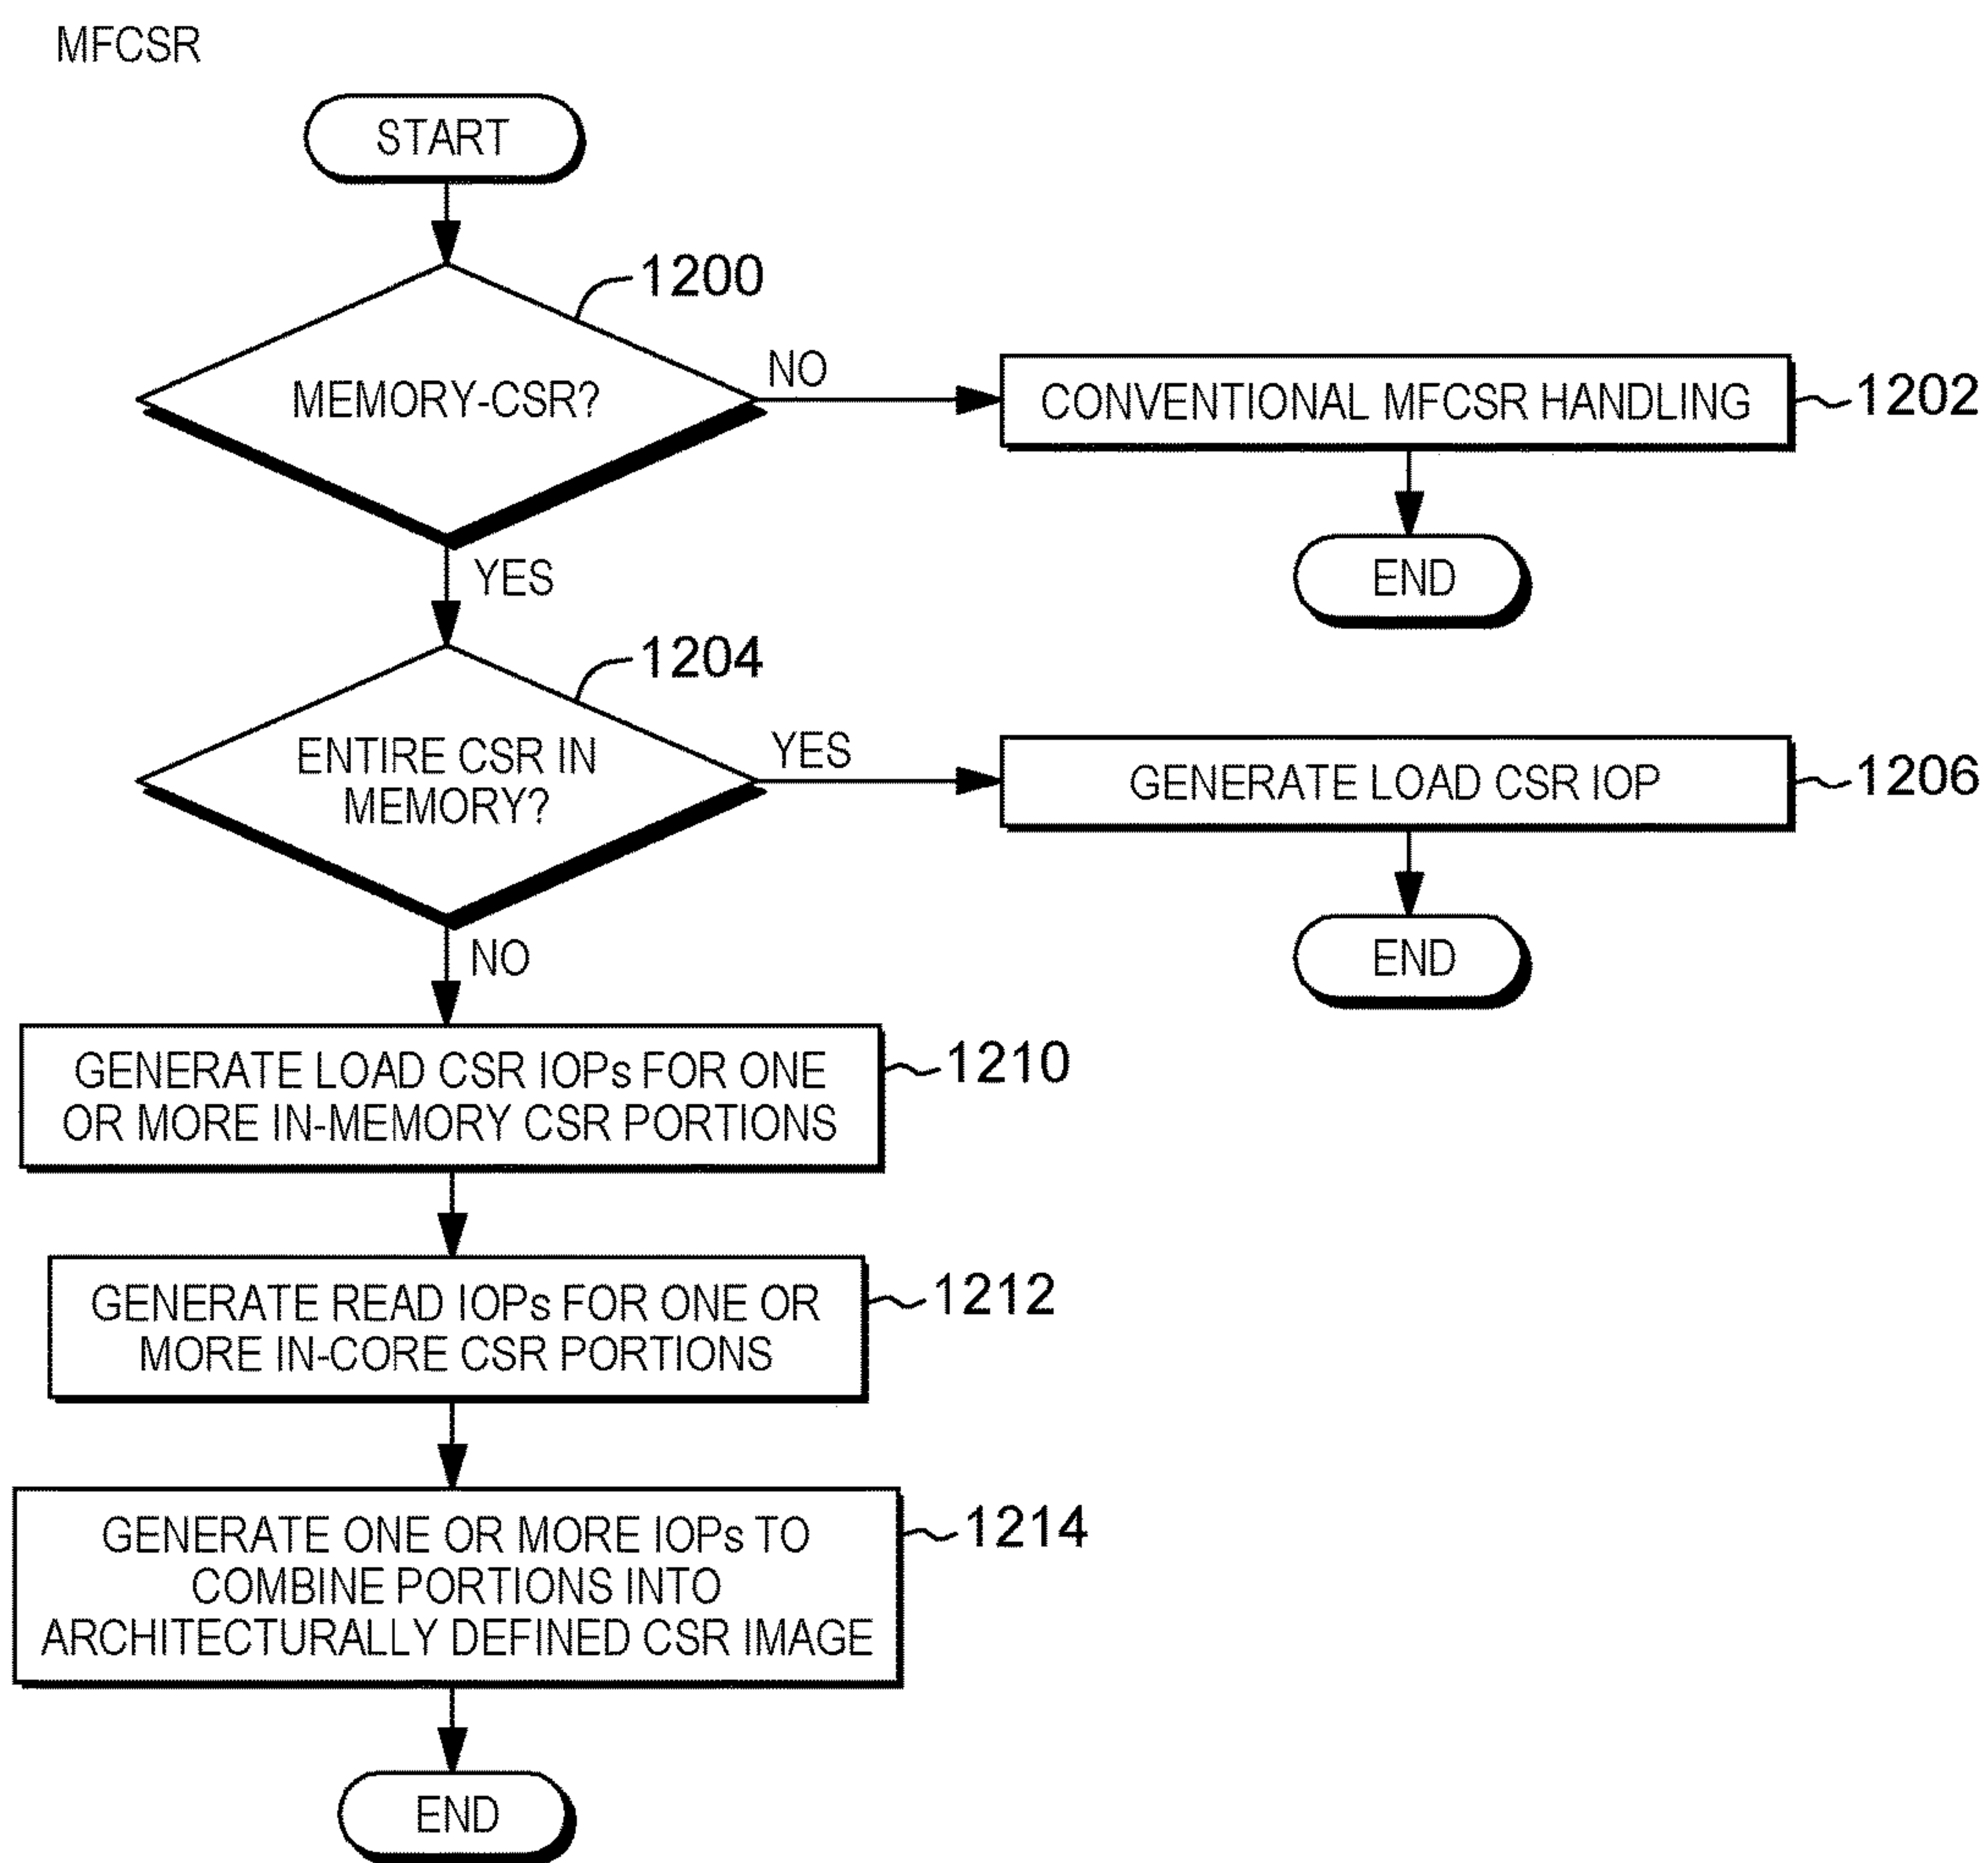 MFCSR
START
1200
MEMORY-CSR?
NO
CONVENTIONAL MFCSR HANDLING
1202
END
YES
1204
ENTIRE CSR IN
MEMORY?
YES
GENERATE LOAD CSR IOP
1206
END
NO
GENERATE LOAD CSR IOPs FOR ONE
OR MORE IN-MEMORY CSR PORTIONS
1210
GENERATE READ IOPs FOR ONE OR
MORE IN-CORE CSR PORTIONS
1212
GENERATE ONE OR MORE IOPs TO
COMBINE PORTIONS INTO
ARCHITECTURALLY DEFINED CSR IMAGE
1214
END